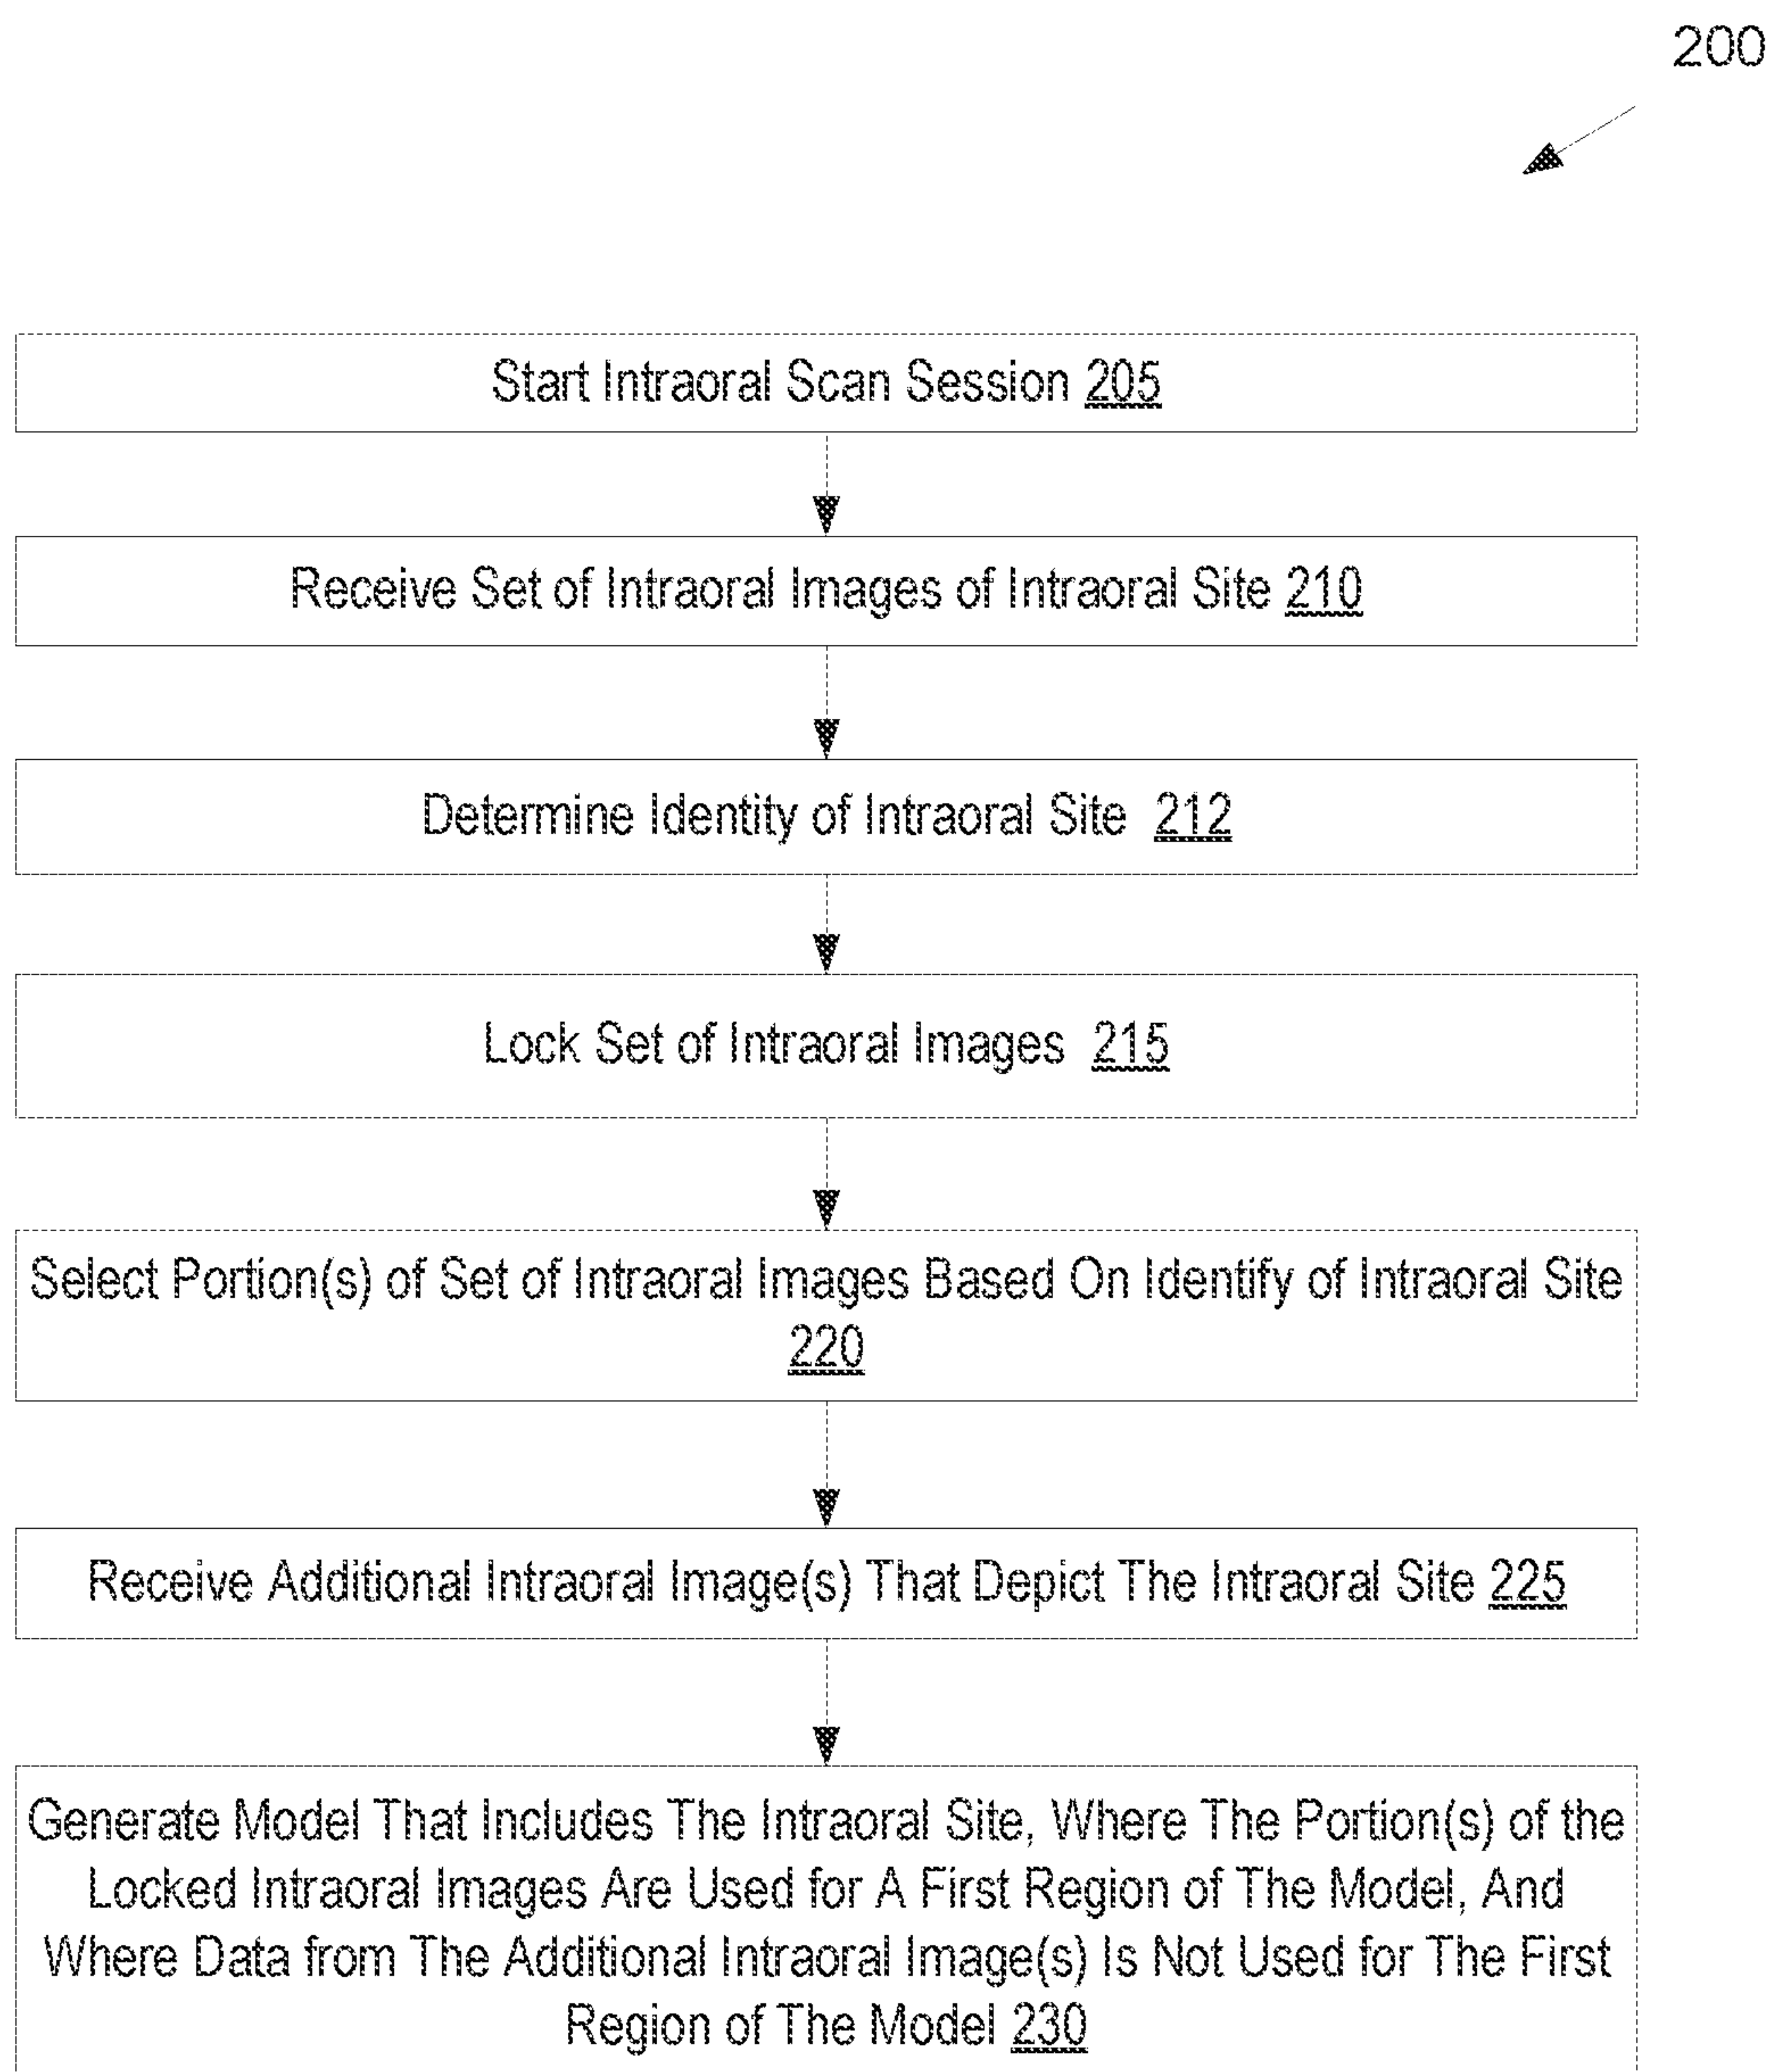 200
Start Intraoral Scan Session 205
Receive Set of Intraoral Images of Intraoral Site 210
Determine Identity of Intraoral Site 212
Lock Set of Intraoral Images 215
Select Portion(s) of Set of Intraoral Images Based On Identify of Intraoral Site
220
Receive Additional Intraoral Image(s) That Depict The Intraoral Site 225
Generate Model That Includes The Intraoral Site, Where The Portion(s) of the
Locked Intraoral Images Are Used for A First Region of The Model, And
Where Data from The Additional Intraoral Image(s) Is Not Used for The First
Region of The Model 230